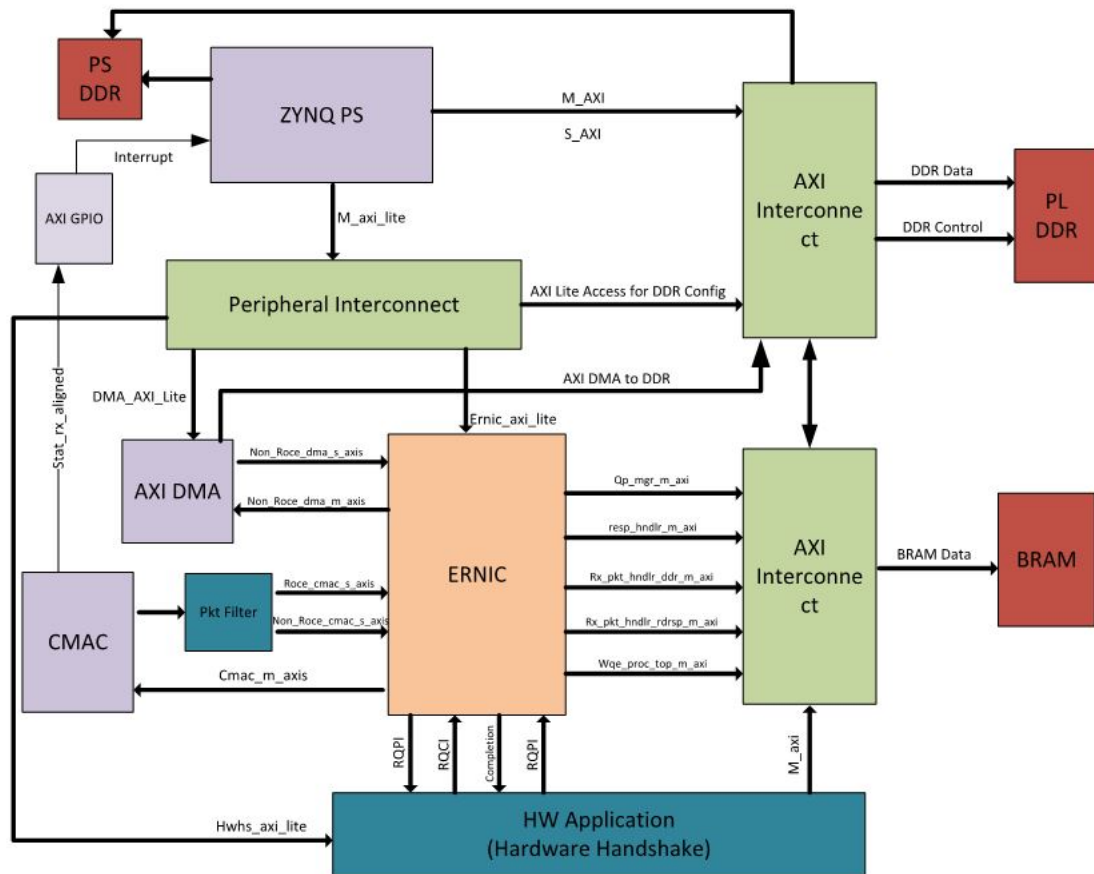 PS
DDR
ZYNQ PS
M_AXI
S_AXI
Interrupt
AXI GPIO
AXI
Interconne
ct
DDR Data
DDR Control
PL
DDR
M_axi_lite
Peripheral Interconnect
AXI Lite Access for DDR Config
Stat_rx_aligned
DMA_AXI_Lite
AXI DMA to DDR
Ernic_axi_lite
AXI DMA
Non_Roce_dma_s_axis
Non_Roce_dma_m_axis
ERNIC
Qp_mgr_m_axi
resp_hndlr_m_axi
Rx_pkt_hndlr_ddr_m_axi
Rx_pkt_hndlr_rdrsp_m_axi
Wqe_proc_top_m_axi
AXI
Interconne
ct
BRAM Data
BRAM
CMAC
Pkt Filter
Roce_cmac_s_axis
Non_Roce_cmac_s_axis
Cmac_m_axis
RQPI
RQCI
Completion
RQPI
M_axi
Hwhs_axi_lite
HW Application
(Hardware Handshake)